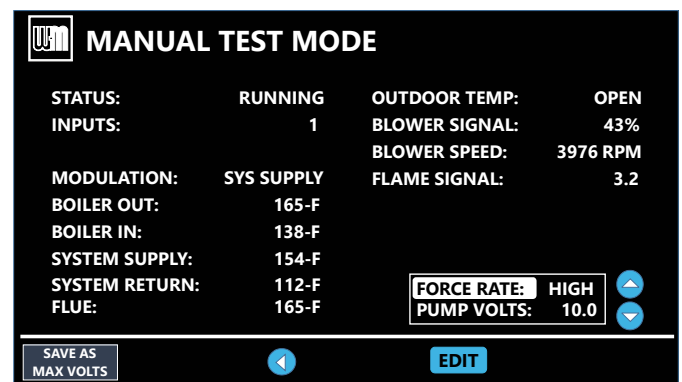 WM MANUAL TEST MODE
STATUS: RUNNING
INPUTS: 1
MODULATION: SYS SUPPLY
BOILER OUT: 165-F
BOILER IN: 138-F
SYSTEM SUPPLY: 154-F
SYSTEM RETURN: 112-F
FLUE: 165-F
OUTDOOR TEMP: OPEN
BLOWER SIGNAL: 43%
BLOWER SPEED: 3976 RPM
FLAME SIGNAL: 3.2
FORCE RATE: HIGH
PUMP VOLTS: 10.0
SAVE AS
MAX VOLTS
EDIT